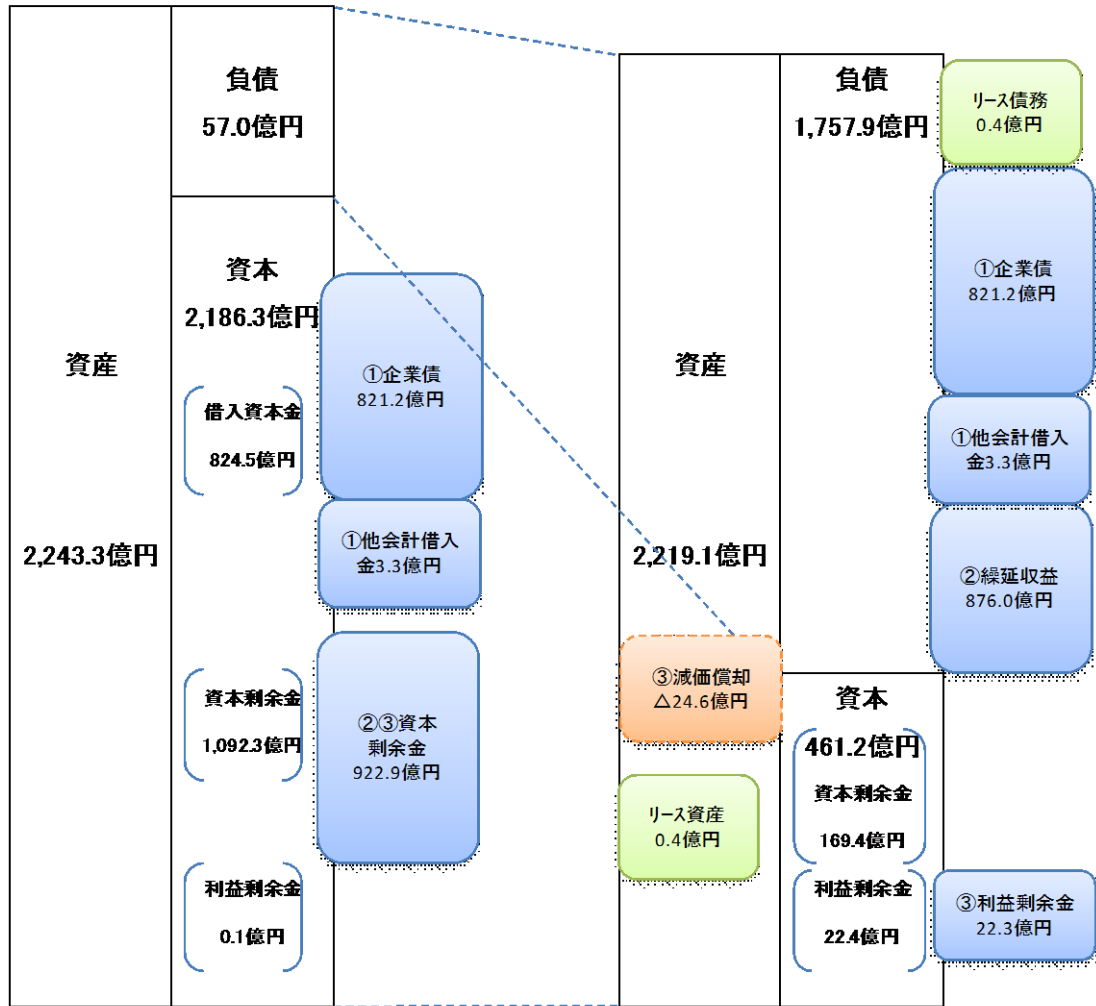 資産
2,243.3億円
負債
57.0億円
資本
2,186.3億円
借入資本金
824.5億円
資本剰余金
1,092.3億円
利益剰余金
0.1億円
①企業債
821.2億円
①他会計借入
金3.3億円
②③資本
剰余金
922.9億円
資産
2,219.1億円
③減価償却
△24.6億円
リース資産
0.4億円
負債
1,757.9億円
資本
461.2億円
資本剰余金
169.4億円
利益剰余金
22.4億円
リース債務
0.4億円
①企業債
821.2億円
①他会計借入
金3.3億円
②繰延収益
876.0億円
③利益剰余金
22.3億円